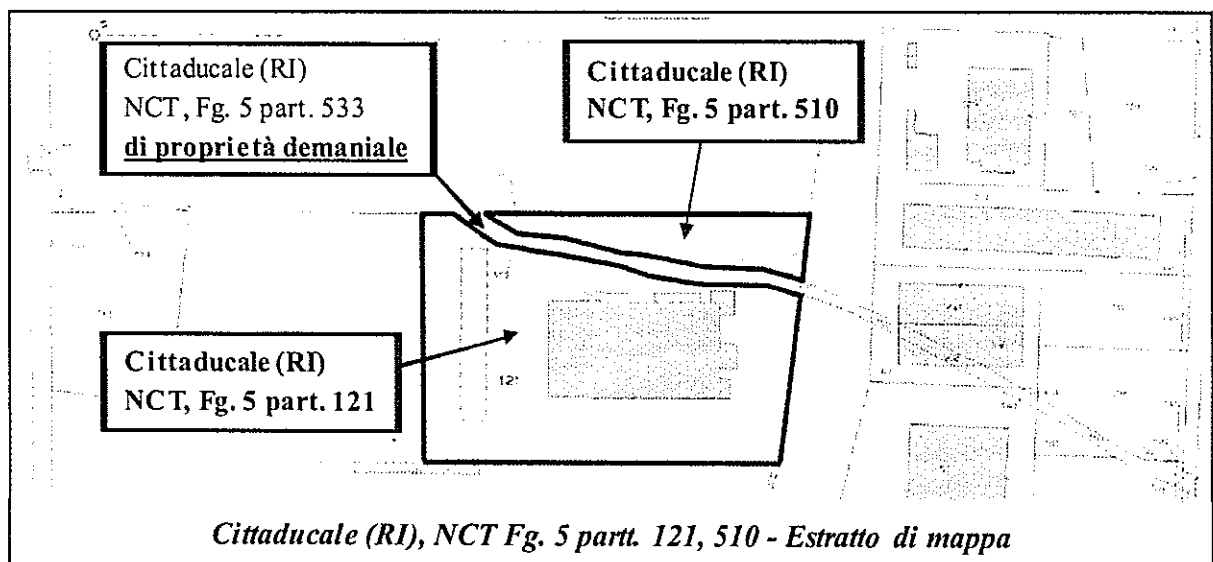 Cittaducale (RI)
NCT, Fg. 5 part. 533
di proprietà demaniale
Cittaducale (RI)
NCT, Fg. 5 part. 510
Cittaducale (RI)
NCT, Fg. 5 part. 121
Cittaducale (RI), NCT Fg. 5 partt. 121, 510 - Estratto di mappa